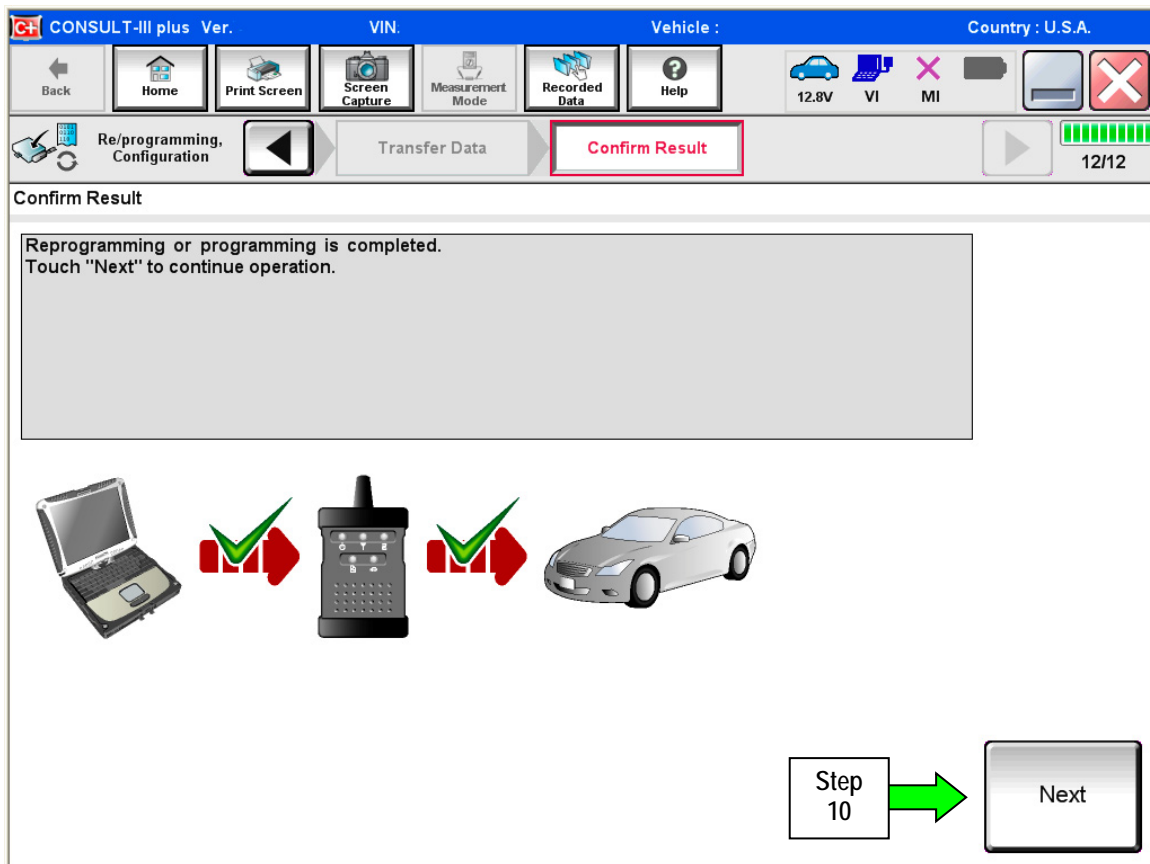 C+ CONSULT-III plus Ver. VIN: Vehicle : Country : U.S.A.
Back
Home
Print Screen
Screen
Capture
Measurement
Mode
Recorded
Data
Help
12.8V
VI
MI
Re/programming,
Configuration
Transfer Data
Confirm Result
12/12
Confirm Result
Reprogramming or programming is completed.
Touch "Next" to continue operation.
Step
10
Next